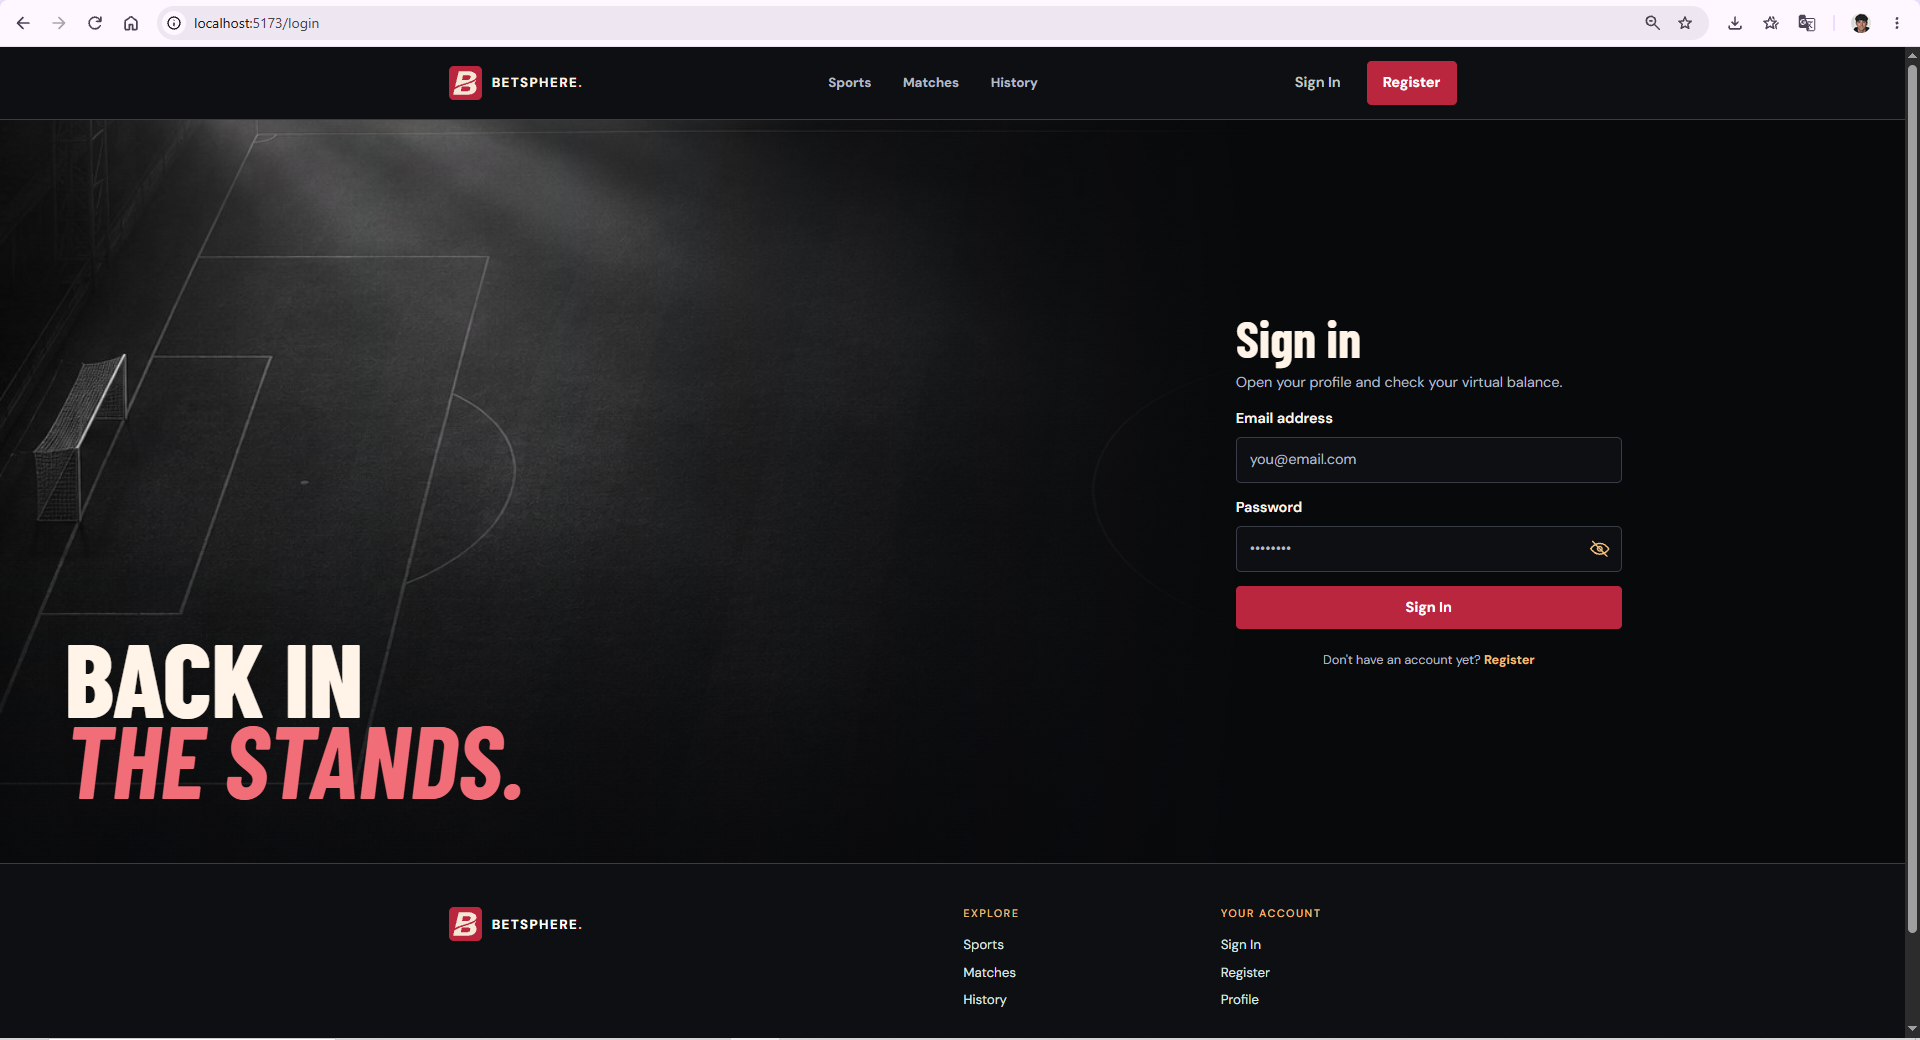 localhost:5173/login
BETSPHERE.
Sports
Matches
History
Sign In
Register
BACK IN
THE STANDS.
Sign in
Open your profile and check your virtual balance.
Email address
you@email.com
Password
••••••••
Sign In
Don't have an account yet? Register
BETSPHERE.
EXPLORE
Sports
Matches
History
YOUR ACCOUNT
Sign In
Register
Profile